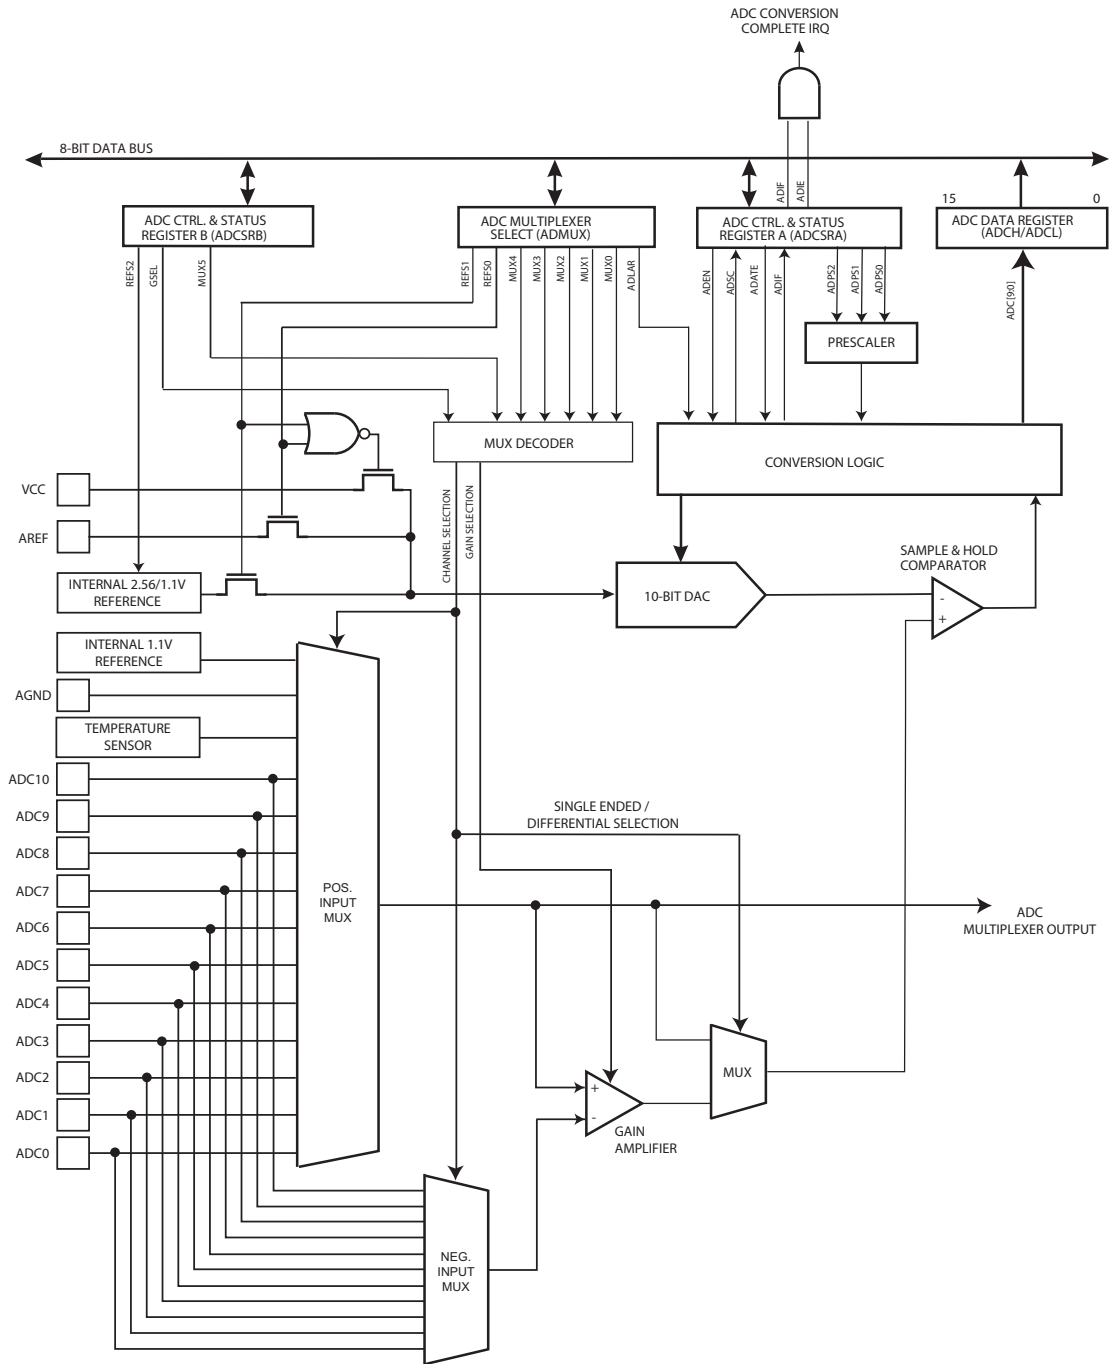 ADC CONVERSION
COMPLETE IRQ
8-BIT DATA BUS
ADIF
ADIE
15
0
ADC CTRL. & STATUS
REGISTER B (ADCSRB)
ADC MULTIPLEXER
SELECT (ADMUX)
ADC CTRL. & STATUS
REGISTER A (ADCSRA)
ADC DATA REGISTER
(ADCH/ADCL)
REFS2
GSEL
MUX5
REFS1
REFS0
MUX4
MUX3
MUX2
MUX1
MUX0
ADLAR
ADEN
ADSC
ADATE
ADIF
ADPS2
ADPS1
ADPS0
ADC[9:0]
PRESCALER
MUX DECODER
CONVERSION LOGIC
VCC
AREF
CHANNEL SELECTION
GAIN SELECTION
SAMPLE & HOLD
COMPARATOR
INTERNAL 2.56/1.1V
REFERENCE
10-BIT DAC
-
+
INTERNAL 1.1V
REFERENCE
AGND
TEMPERATURE
SENSOR
ADC10
ADC9
ADC8
ADC7
ADC6
ADC5
ADC4
ADC3
ADC2
ADC1
ADC0
SINGLE ENDED /
DIFFERENTIAL SELECTION
POS.
INPUT
MUX
ADC
MULTIPLEXER OUTPUT
MUX
+
-
GAIN
AMPLIFIER
NEG.
INPUT
MUX